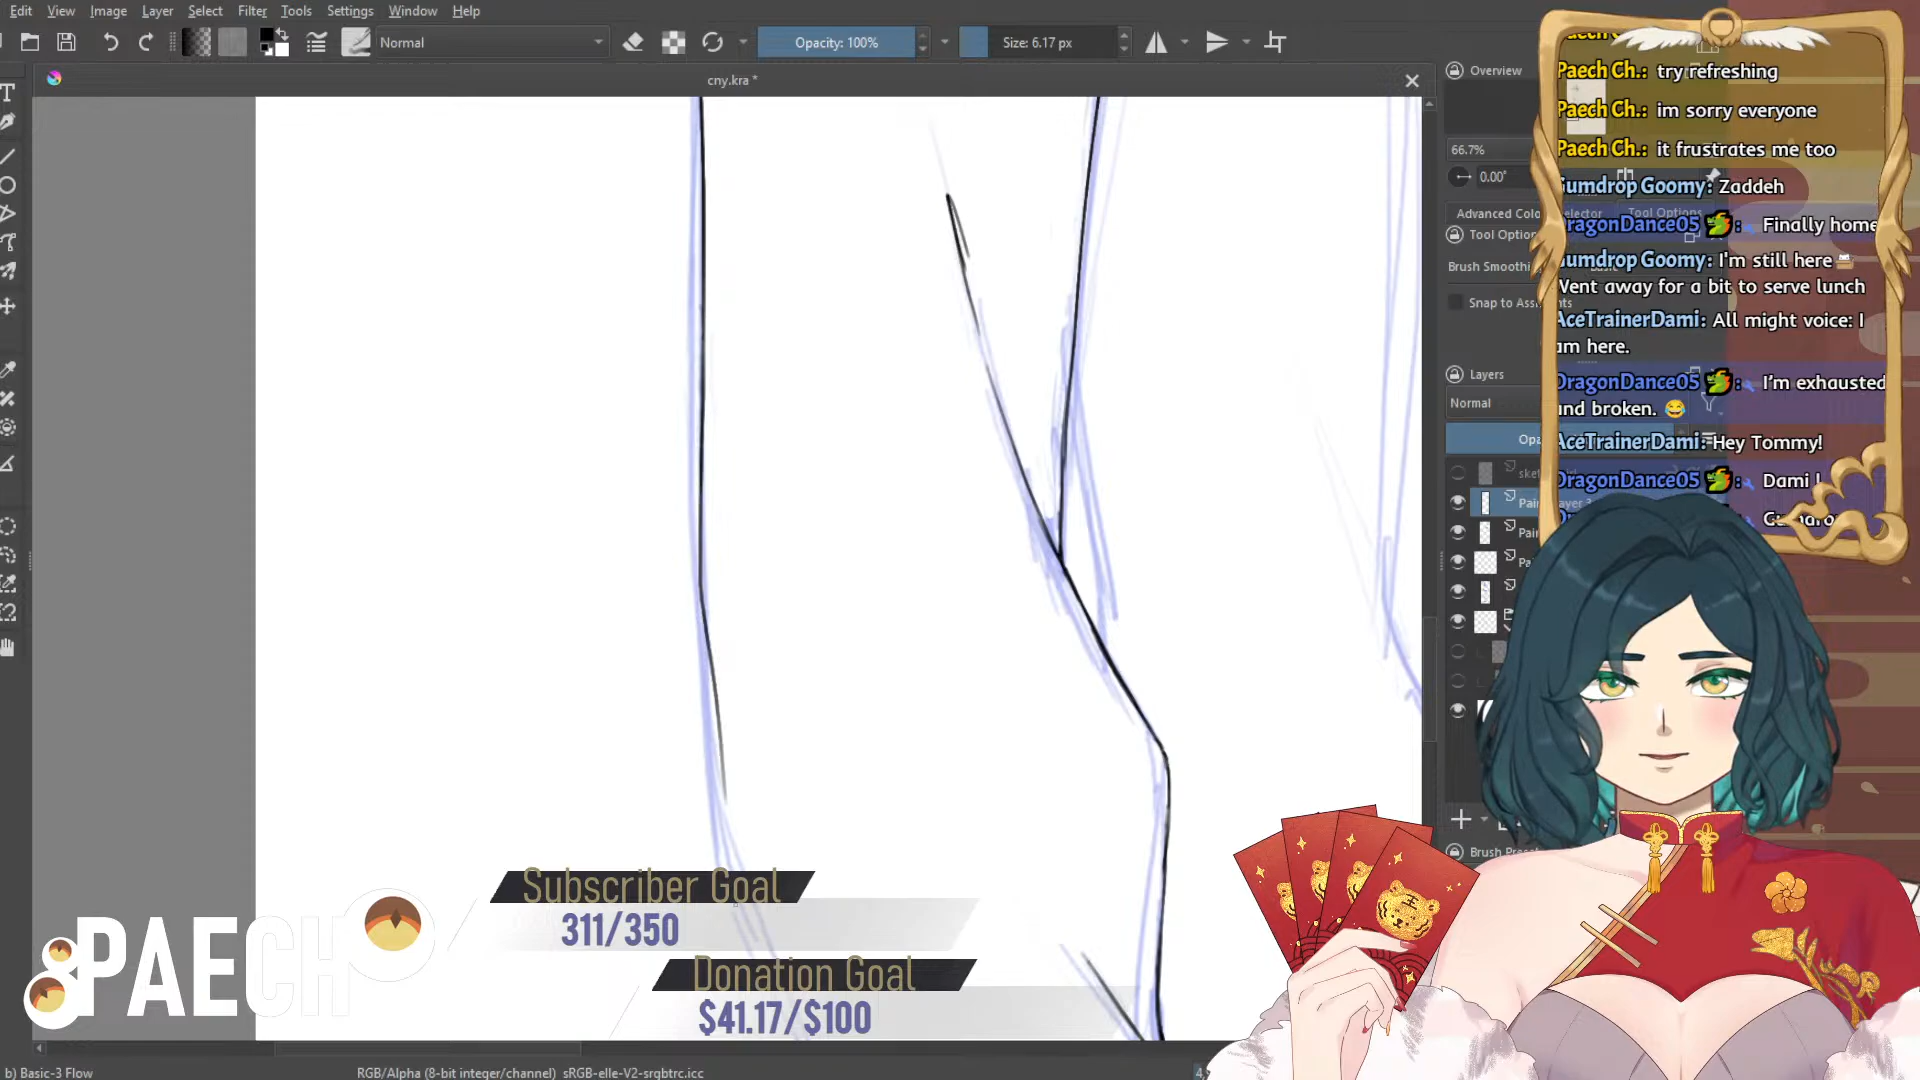 Edit View Image Layer Select Filter Tools Settings Window Help
Normal
Opacity: 100%
Size: 6.17 px
cny.kra *
Overview
66.7%
0.00°
Tool Options
Brush Smoothi
Snap to Ass
Layers
Normal
Paech Ch.: try refreshing
Paech Ch.: im sorry everyone
Paech Ch.: it frustrates me too
Gumdrop Goomy: Zaddeh
DragonDance05 : Finally home
Gumdrop Goomy: I'm still here
Went away for a bit to serve lunch
AceTrainerDami: All might voice: I
am here.
DragonDance05 : I'm exhausted
and broken. 😂
AceTrainerDami: Hey Tommy!
DragonDance05 : Dami !
Subscriber Goal
311/350
Donation Goal
$41.17/$100
PAECH
b) Basic-3 Flow
RGB/Alpha (8-bit integer/channel) sRGB-elle-V2-srgbtrc.icc